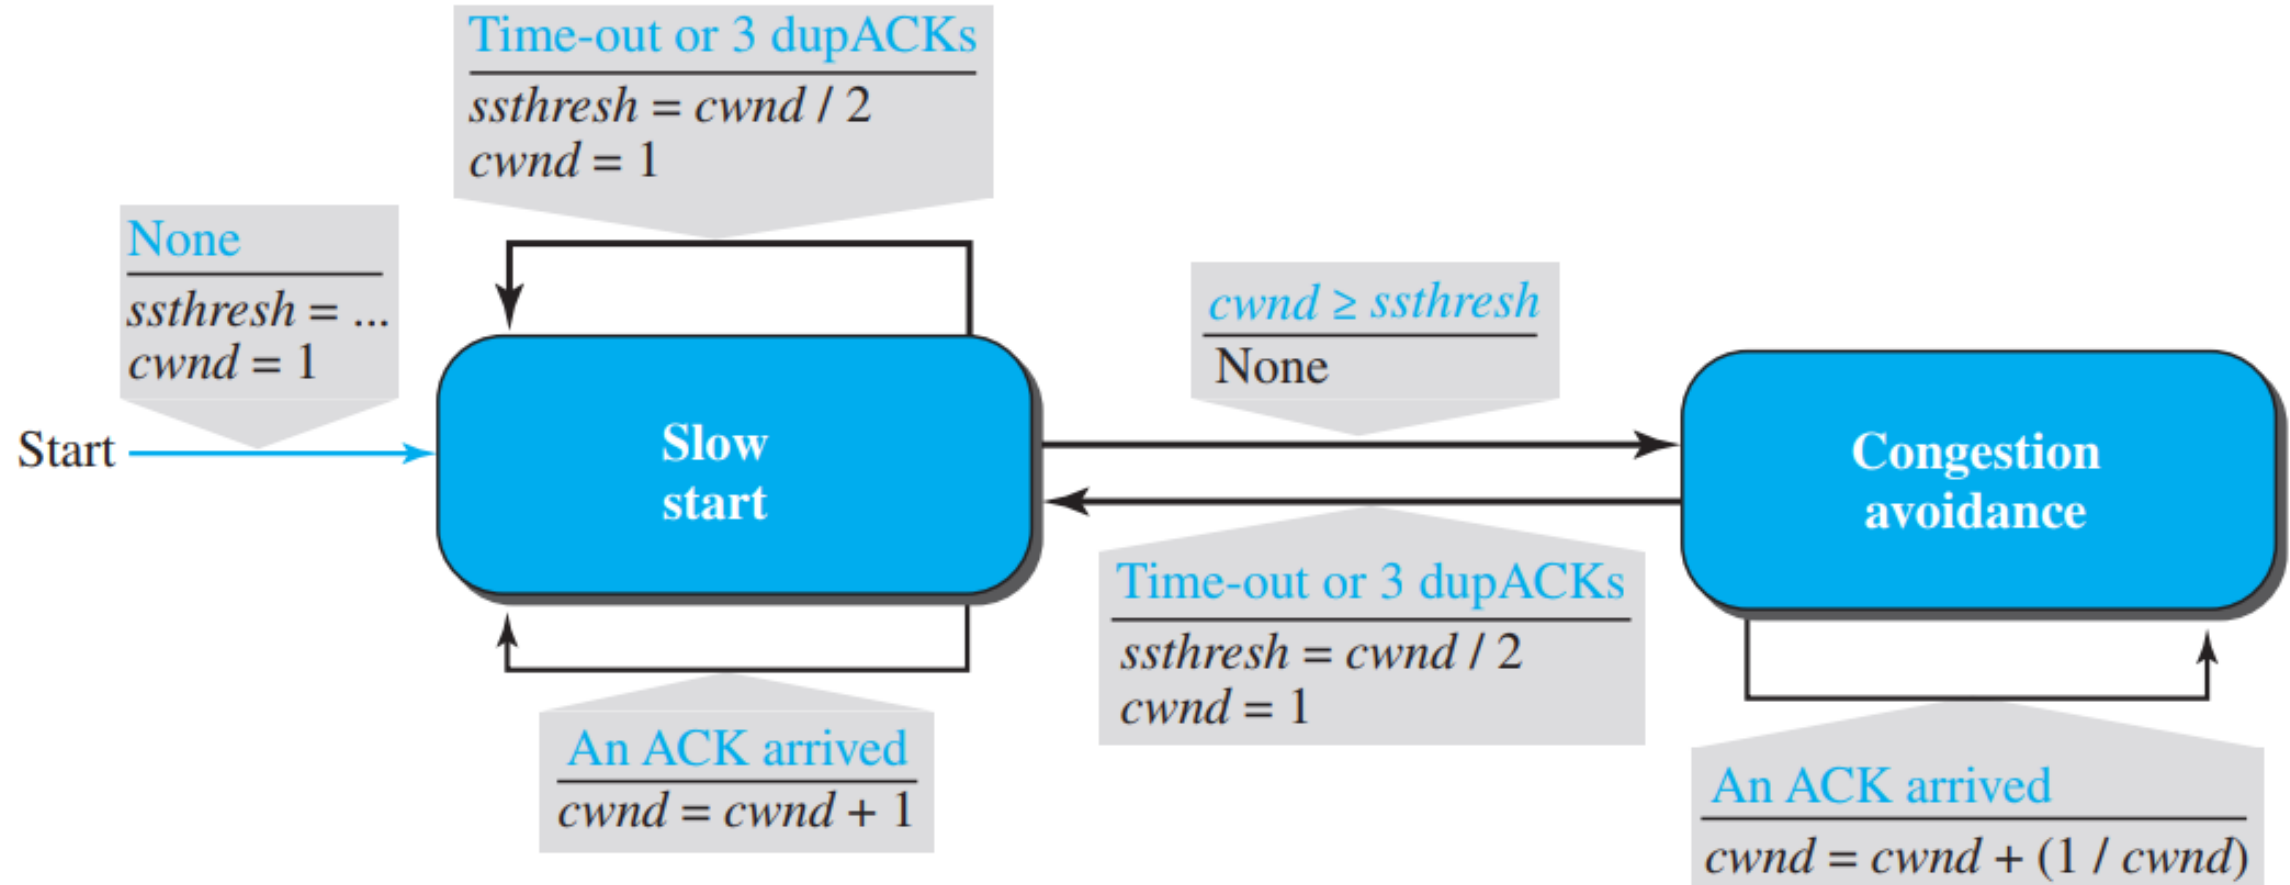 Time-out or 3 dupACKs
ssthresh = cwnd / 2
cwnd = 1
None
ssthresh = ...
cwnd = 1
Start
Slow
start
cwnd ≥ ssthresh
None
Congestion
avoidance
Time-out or 3 dupACKs
ssthresh = cwnd / 2
cwnd = 1
An ACK arrived
cwnd = cwnd + 1
An ACK arrived
cwnd = cwnd + (1 / cwnd)